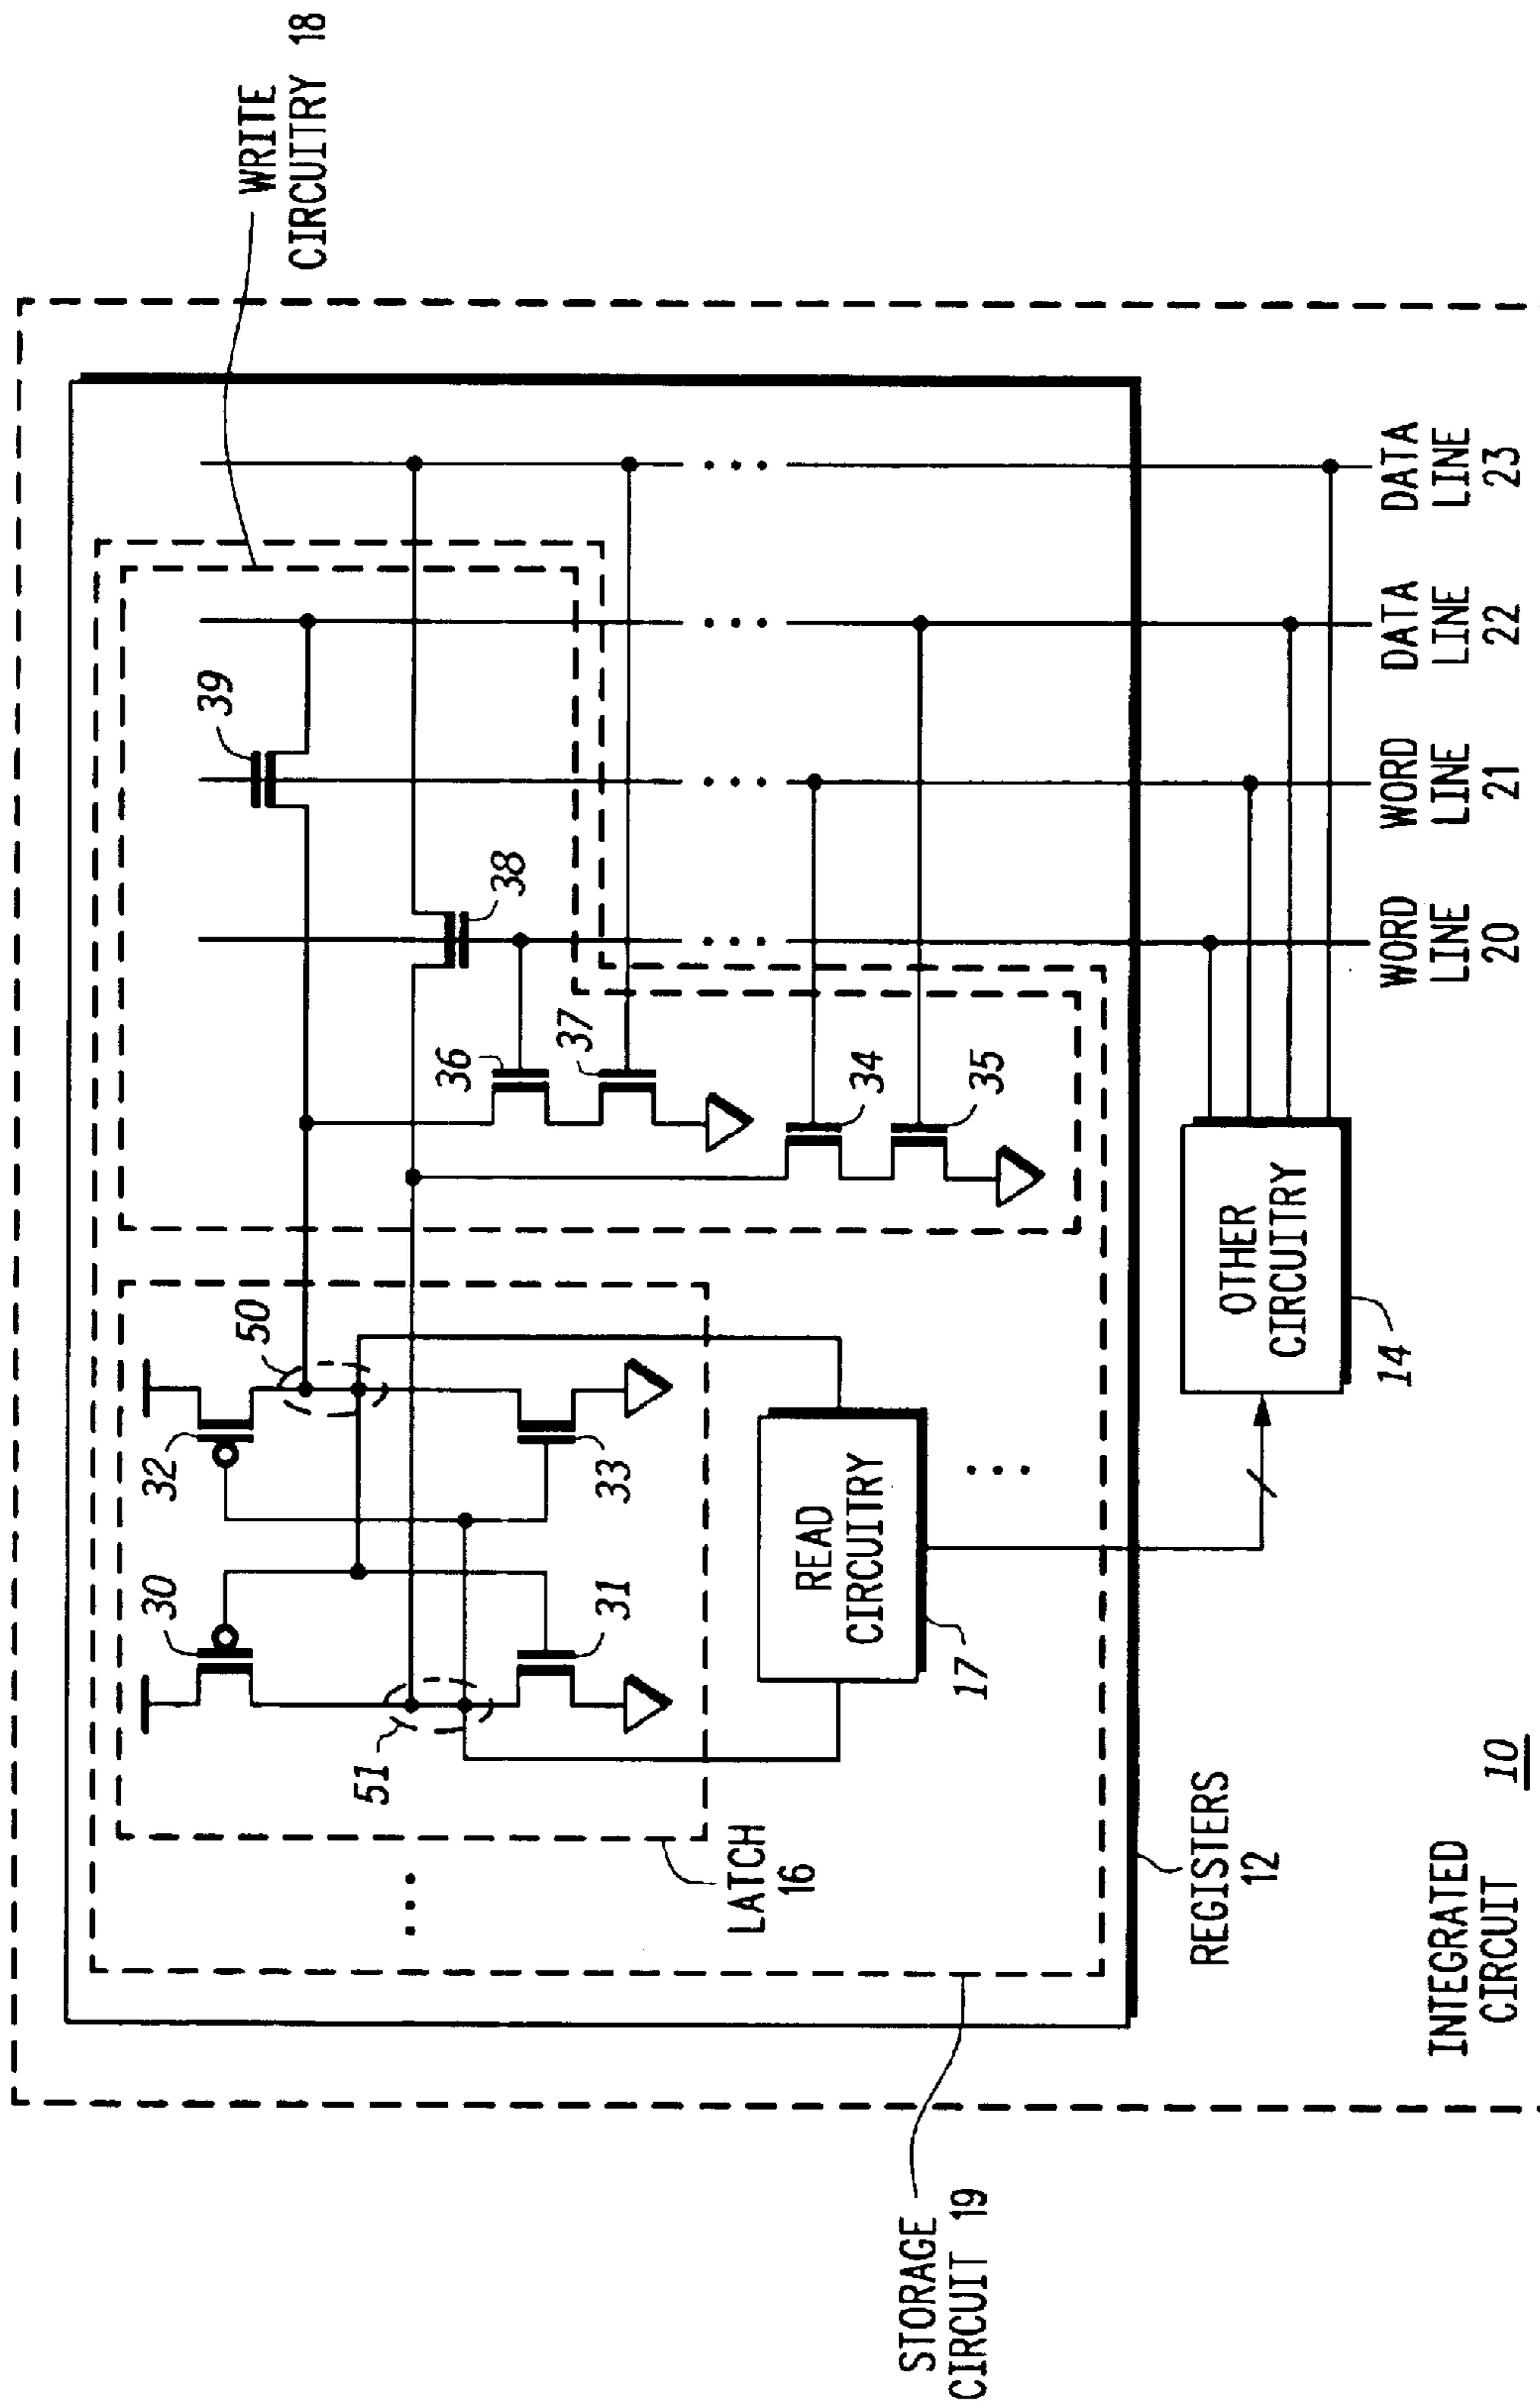 WRITE
CIRCUITRY 18
39
38
36
37
34
35
50
32
33
30
31
51
LATCH
16
READ
CIRCUITRY
17
OTHER
CIRCUITRY
14
WORD
LINE
20
WORD
LINE
21
DATA
LINE
22
DATA
LINE
23
REGISTERS
12
STORAGE
CIRCUIT 19
INTEGRATED
CIRCUIT
10